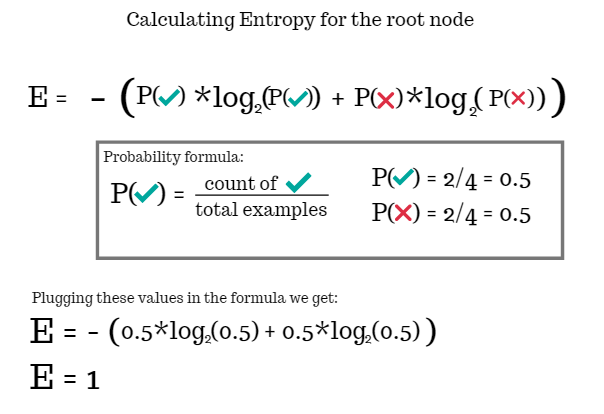 Calculating Entropy for the root node
E = - (P(✓) *log₂(P(✓)) + P(✗)*log₂( P(✗)) )
Probability formula:
P(✓) = count of ✓ / total examples
P(✓) = 2/4 = 0.5
P(✗) = 2/4 = 0.5
Plugging these values in the formula we get:
E = - (0.5*log₂(0.5) + 0.5*log₂(0.5) )
E = 1